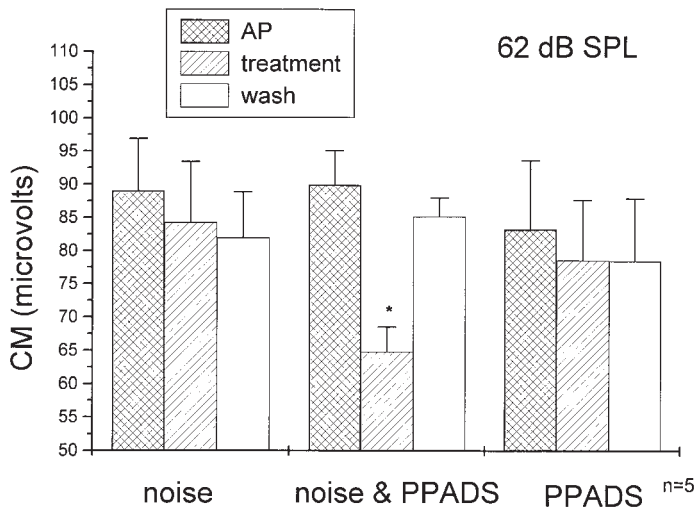 AP
treatment
wash
62 dB SPL
CM (microvolts)
110
105
100
95
90
85
80
75
70
65
60
55
50
*
noise
noise & PPADS
PPADS
n=5